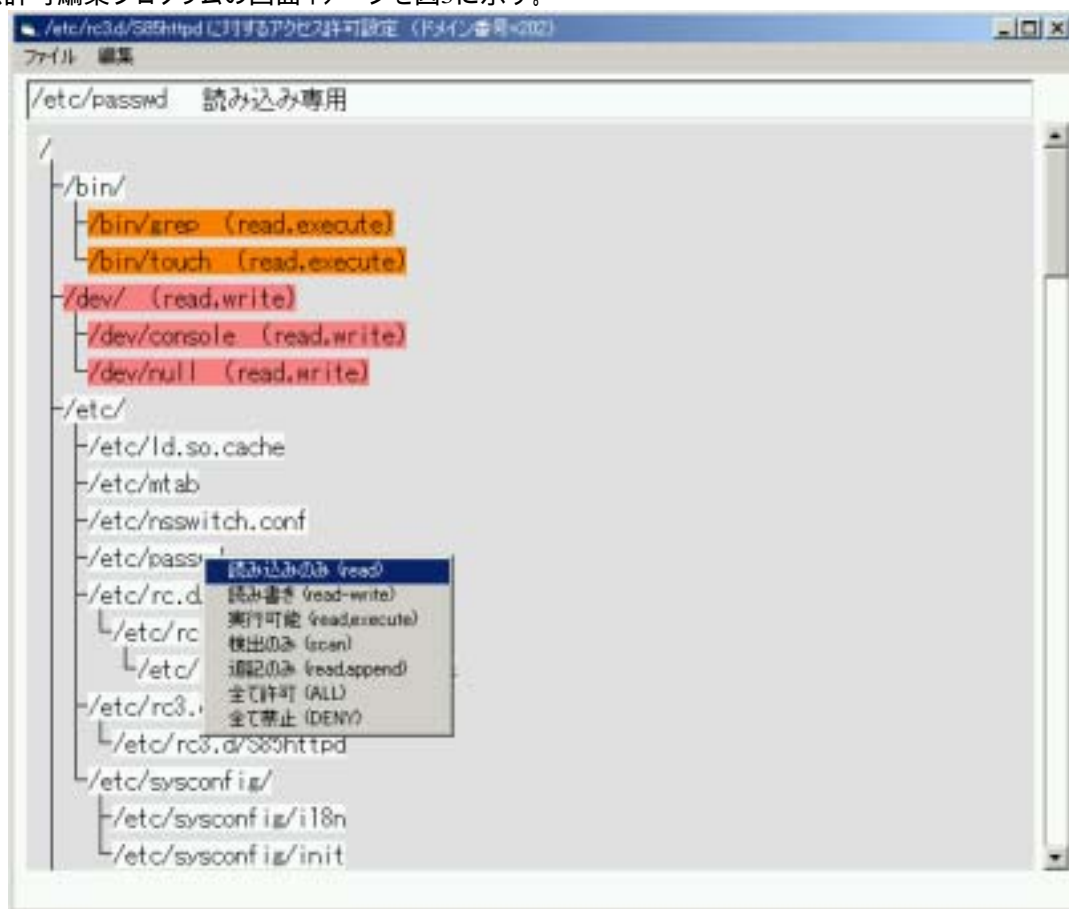 許可編集プログラムの画面イメージを図5に示す。
/etc/rc3.d/S85httpd に対するアクセス許可設定 (ドメイン番号=202)
ファイル 編集
/etc/passwd 読み込み専用
/
/bin/
/bin/grep (read,execute)
/bin/touch (read,execute)
/dev/ (read,write)
/dev/console (read,write)
/dev/null (read,write)
/etc/
/etc/ld.so.cache
/etc/mtab
/etc/nsswitch.conf
/etc/passw
読み込みのみ (read)
/etc/rc.d
読み書き (read-write)
実行可能 (read,execute)
/etc/rc
検出のみ (scan)
/etc/
追記のみ (read,append)
全て許可 (ALL)
/etc/rc3.
全て禁止 (DENY)
/etc/rc3.d/S85httpd
/etc/sysconfig/
/etc/sysconfig/i18n
/etc/sysconfig/init